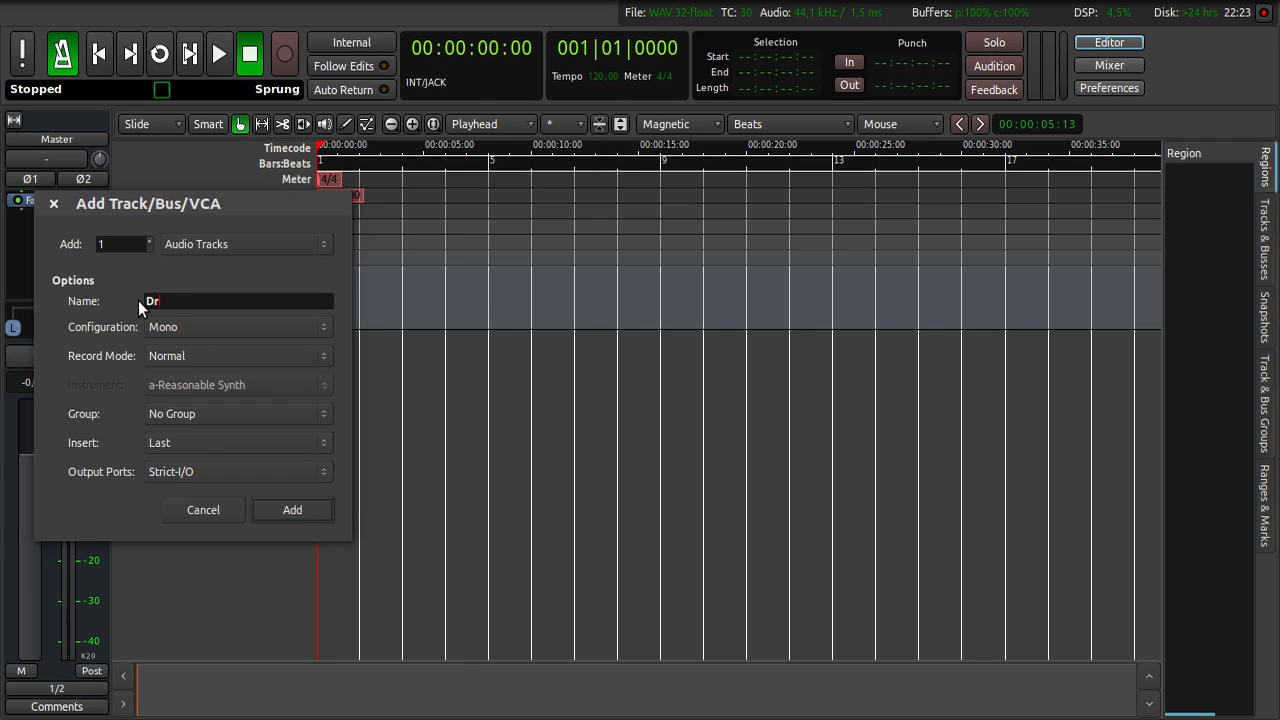 File: WAV 32-float TC: 30 Audio: 44,1 kHz / 1,5 ms Buffers: p:100% c:100% DSP: 4,5% Disk: >24 hrs 22:23
Internal
Follow Edits
Auto Return
Stopped Sprung
00:00:00:00
INT/JACK
001|01|0000
Tempo 120,00 Meter 4/4
Selection
Start --:--:--:--
End --:--:--:--
Length --:--:--:--
Punch
In --:--:--:--
Out --:--:--:--
Solo
Audition
Feedback
Editor
Mixer
Preferences
Slide Smart Playhead * Magnetic Beats Mouse 00:00:05:13
Master
-
Ø1 Ø2
Timecode 00:00:00:00 00:00:05:00 00:00:10:00 00:00:15:00 00:00:20:00 00:00:25:00 00:00:30:00 00:00:35:00
Bars:Beats 1 5 9 13 17
Meter 4/4
Region
Regions
Tracks & Busses
Snapshots
Track & Bus Groups
Ranges & Marks
Add Track/Bus/VCA
Add: 1 Audio Tracks
Options
Name: Dr
Configuration: Mono
Record Mode: Normal
Instrument: a-Reasonable Synth
Group: No Group
Insert: Last
Output Ports: Strict-I/O
Cancel Add
L
-0,
-20
-30
-40
K20
M Post
1/2
Comments